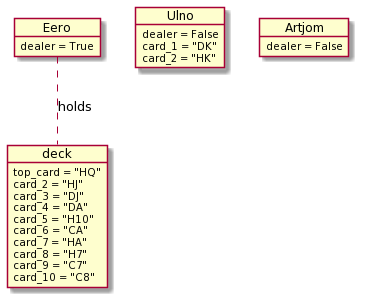 Eero
dealer = True
Ulno
dealer = False
card_1 = "DK"
card_2 = "HK"
Artjom
dealer = False
holds
deck
top_card = "HQ"
card_2 = "HJ"
card_3 = "DJ"
card_4 = "DA"
card_5 = "H10"
card_6 = "CA"
card_7 = "HA"
card_8 = "H7"
card_9 = "C7"
card_10 = "C8"